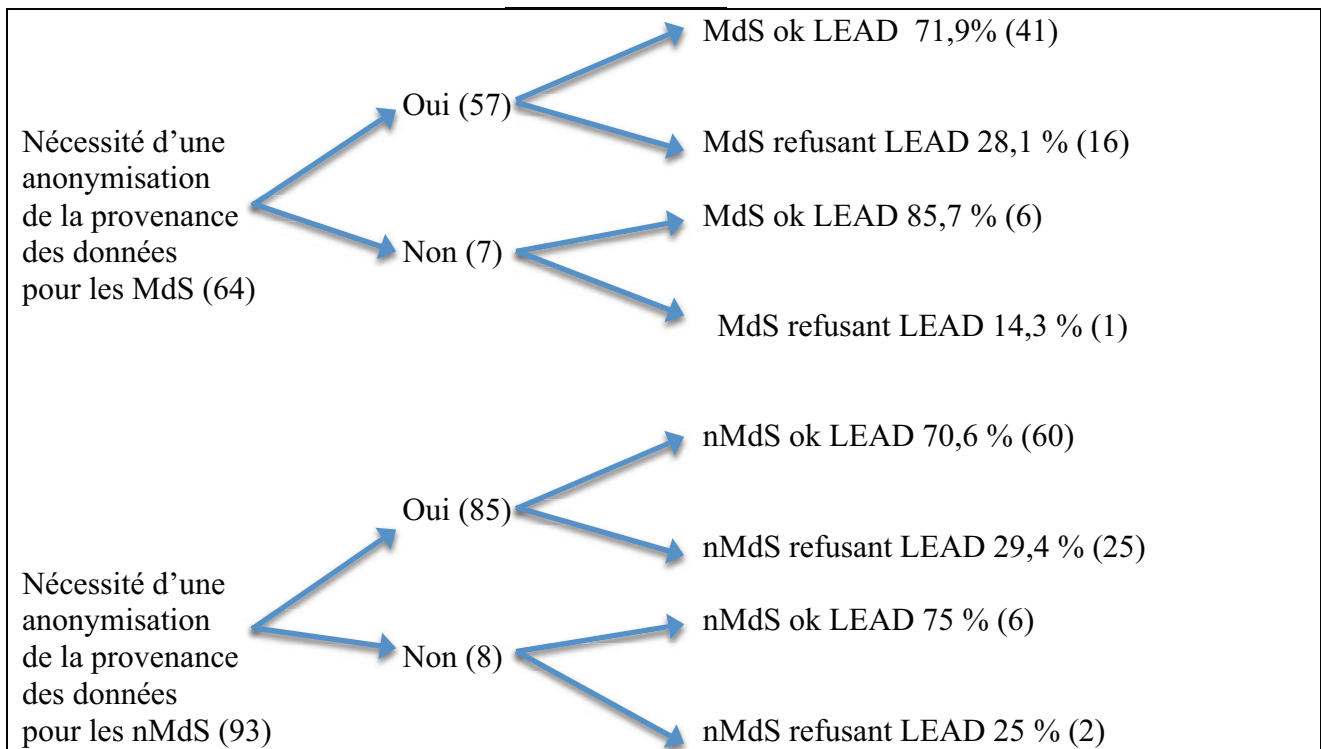 MdS ok LEAD 71,9% (41)
Oui (57)
MdS refusant LEAD 28,1 % (16)
Nécessité d’une
anonymisation
de la provenance
des données
pour les MdS (64)
MdS ok LEAD 85,7 % (6)
Non (7)
MdS refusant LEAD 14,3 % (1)
nMdS ok LEAD 70,6 % (60)
Oui (85)
nMdS refusant LEAD 29,4 % (25)
Nécessité d’une
anonymisation
de la provenance
des données
pour les nMdS (93)
nMdS ok LEAD 75 % (6)
Non (8)
nMdS refusant LEAD 25 % (2)